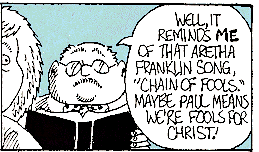 WELL, IT
REMINDS ME
OF THAT ARETHA
FRANKLIN SONG,
"CHAIN OF FOOLS."
MAYBE PAUL MEANS
WE'RE FOOLS FOR
CHRIST!